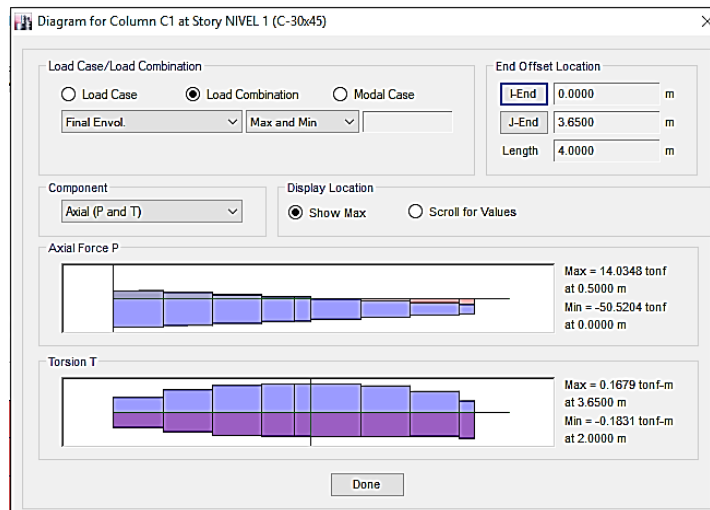 Diagram for Column C1 at Story NIVEL 1 (C-30x45)
Load Case/Load Combination
Load Case
Load Combination
Modal Case
Final Envol.
Max and Min
End Offset Location
I-End
0.0000
m
J-End
3.6500
m
Length
4.0000
m
Component
Axial (P and T)
Display Location
Show Max
Scroll for Values
Axial Force P
Max = 14.0348 tonf
at 0.5000 m
Min = -50.5204 tonf
at 0.0000 m
Torsion T
Max = 0.1679 tonf-m
at 3.6500 m
Min = -0.1831 tonf-m
at 2.0000 m
Done